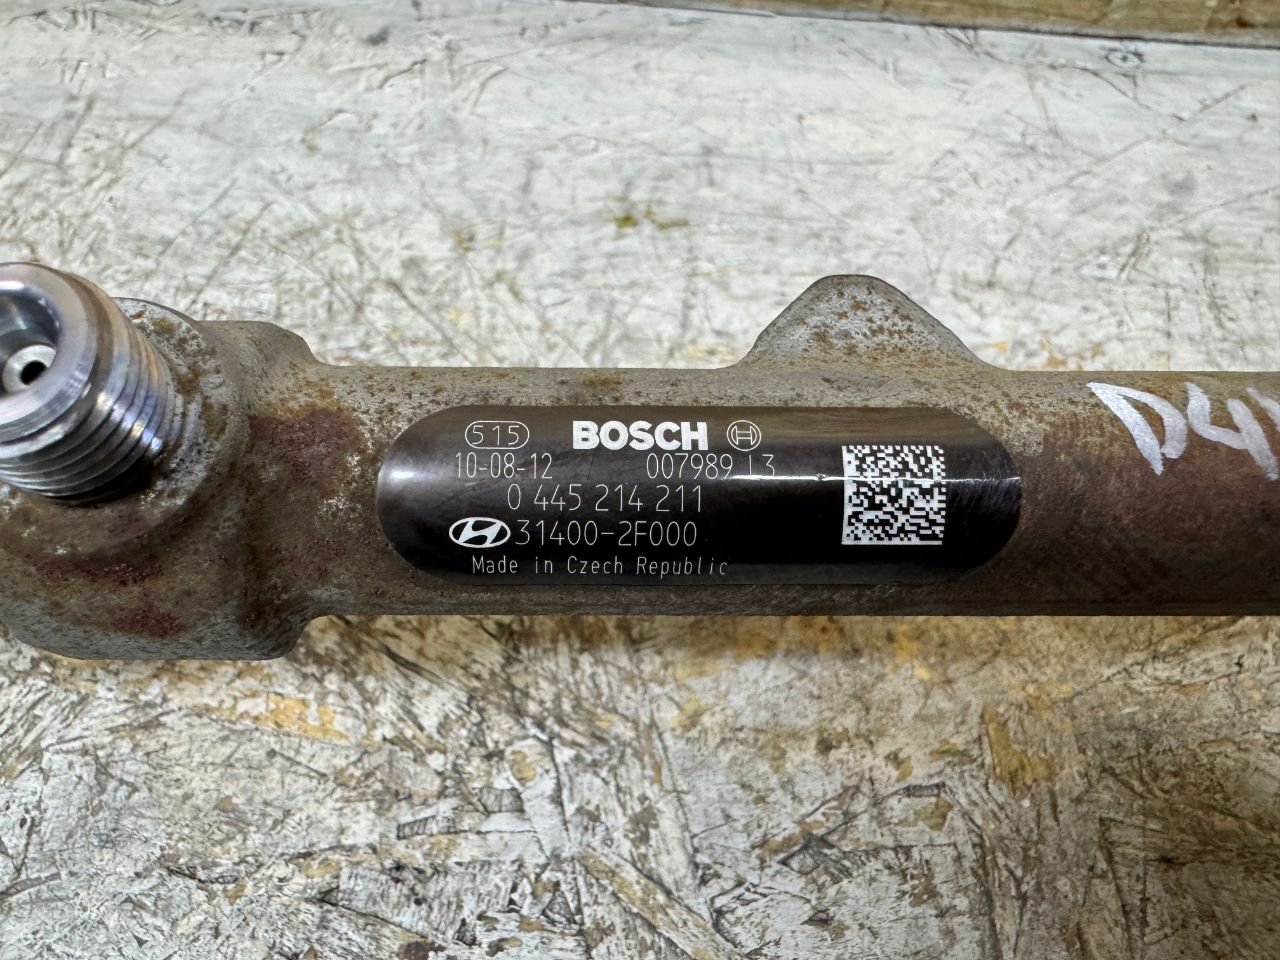 515 BOSCH
10-08-12 007989 L3
0 445 214 211
31400-2F000
Made in Czech Republic